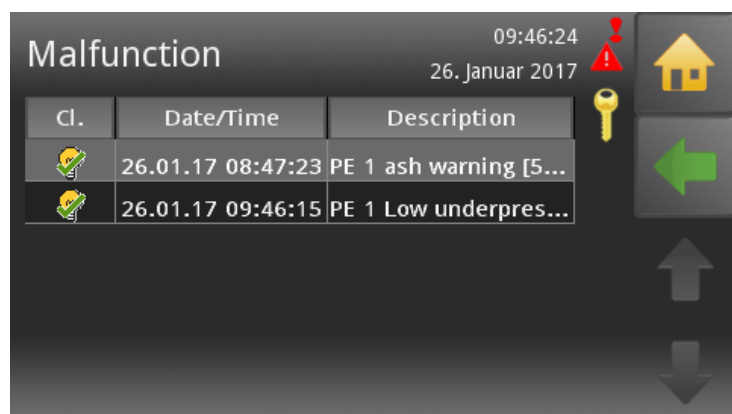 Malfunction
09:46:24
26. Januar 2017
Cl. Date/Time Description
26.01.17 08:47:23 PE 1 ash warning [5...
26.01.17 09:46:15 PE 1 Low underpres...